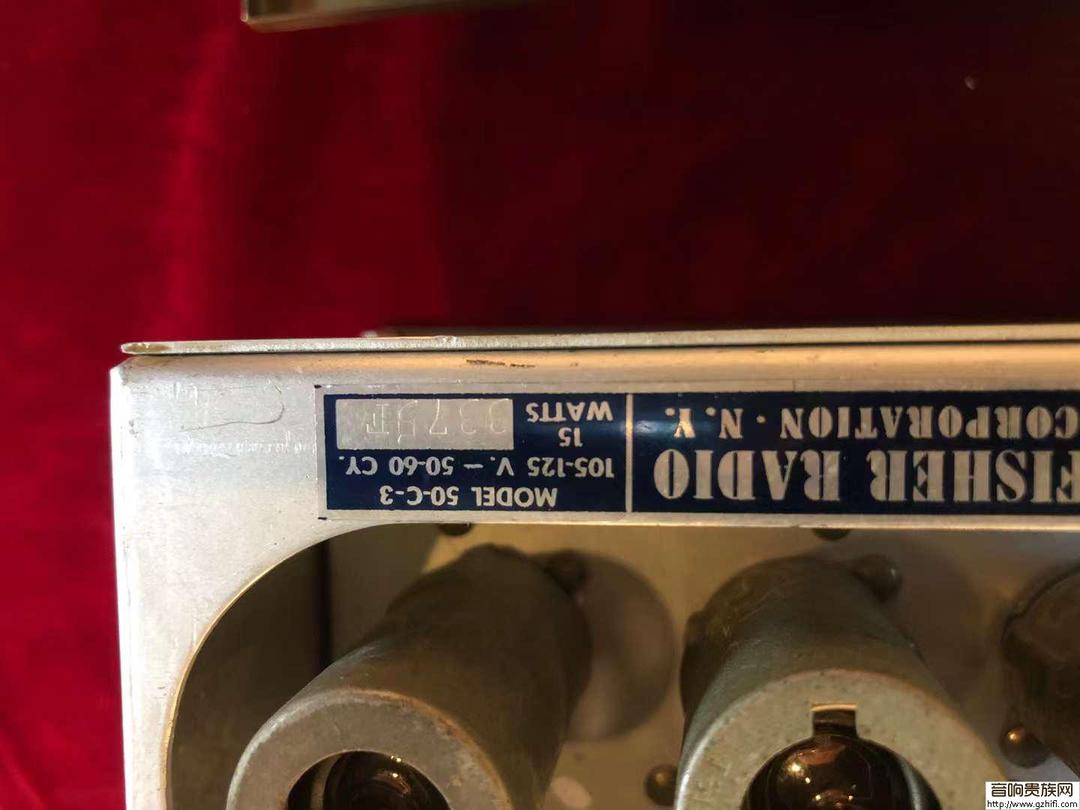 FISHER RADIO
CORPORATION · N. Y.
MODEL 50-C-3
105-125 V. — 50-60 CY.
15
WATTS
音响贵族网
http://www.gzhifi.com